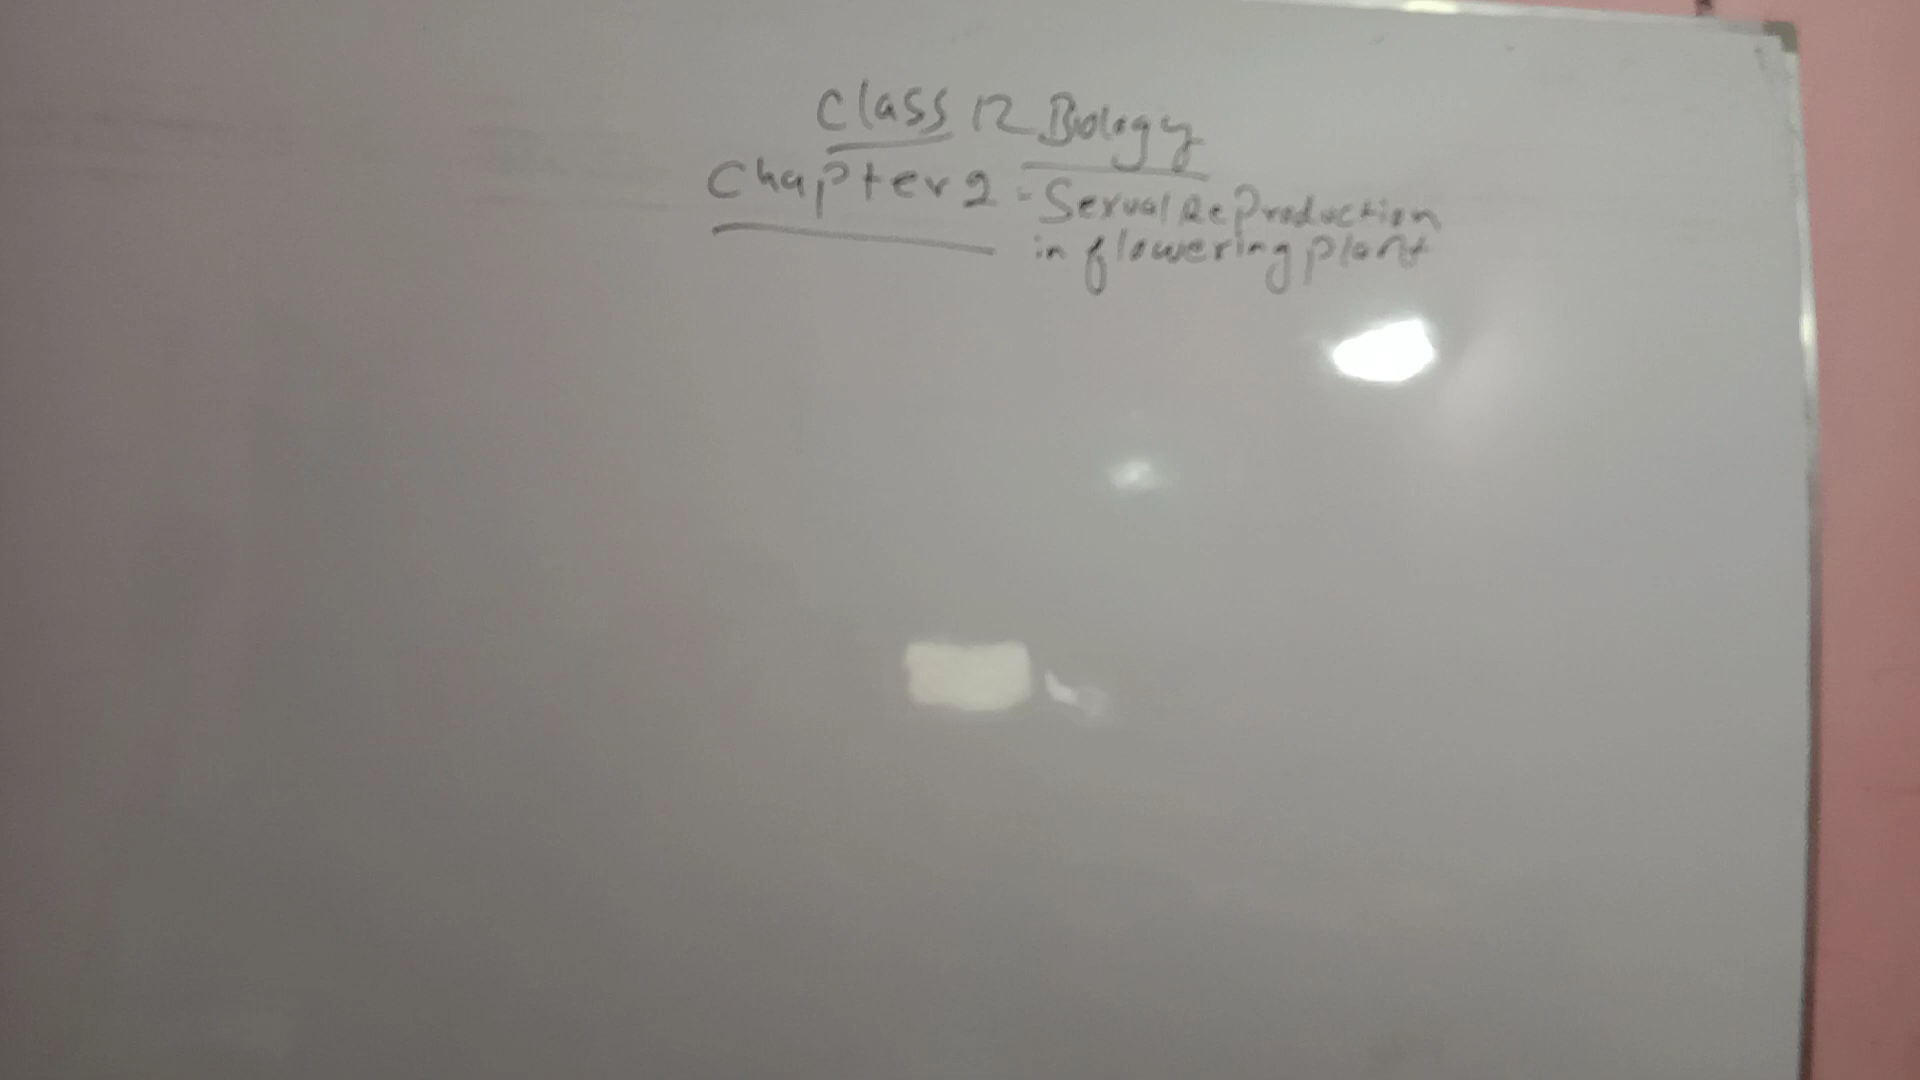 Class 12 Biology
Chapter 2 - Sexual Reproduction
in flowering plant